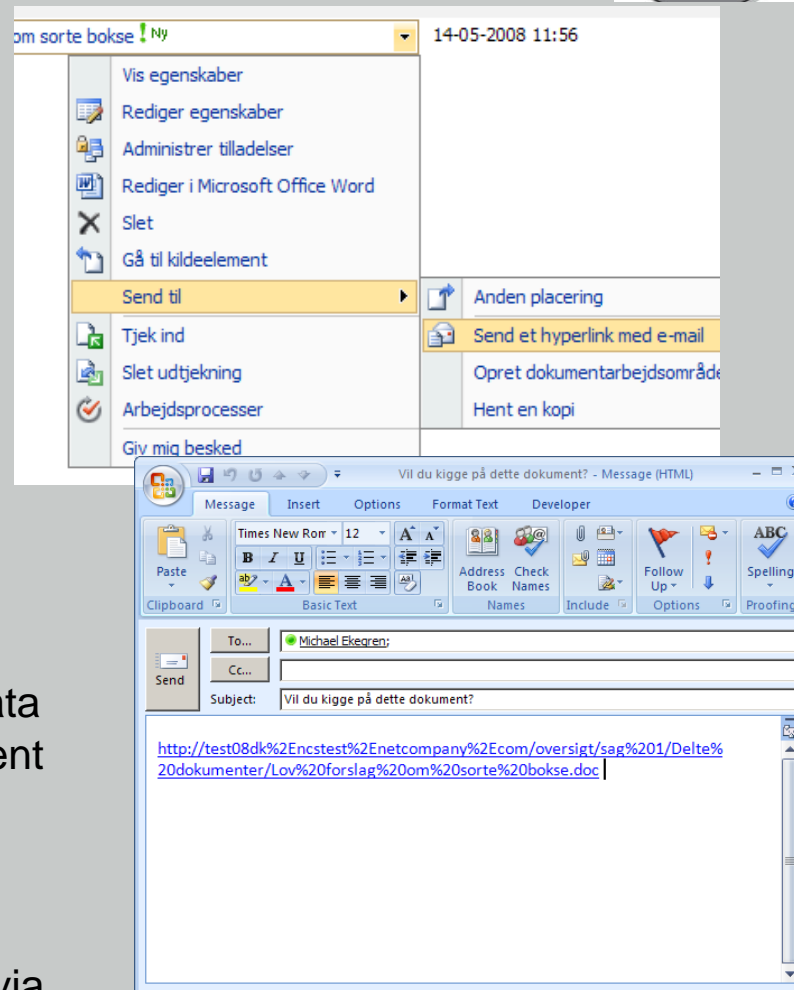 om sorte bokse ! Ny 14-05-2008 11:56
Vis egenskaber
Rediger egenskaber
Administrer tilladelser
Rediger i Microsoft Office Word
Slet
Gå til kildeelement
Send til
Anden placering
Send et hyperlink med e-mail
Opret dokumentarbejdsområde
Hent en kopi
Tjek ind
Slet udtjekning
Arbejdsprocesser
Giv mig besked
Vil du kigge på dette dokument? - Message (HTML)
Message Insert Options Format Text Developer
Paste
Times New Rom 12
B I U
ab A
Clipboard Basic Text
Address Book
Check Names
Names
Include
Follow Up
Options
ABC
Spelling
Proofing
Send
To... Michael Ekegren;
Cc...
Subject: Vil du kigge på dette dokument?
http://test08dk%2Encstest%2Enetcompany%2Ecom/oversigt/sag%201/Delte%
20dokumenter/Lov%20forslag%20om%20sorte%20bokse.doc
ata
ent
via